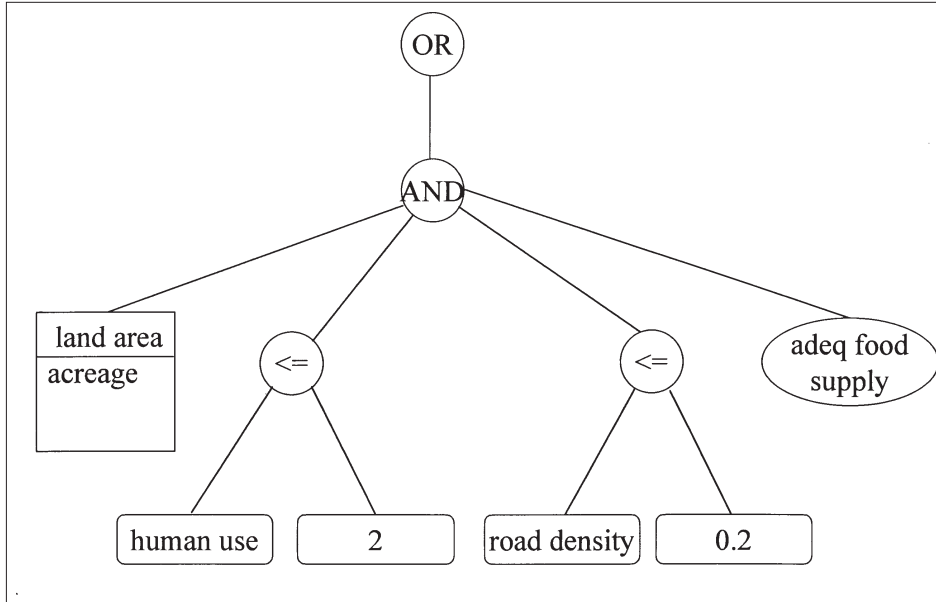 OR
AND
land area
acreage
<=
<=
adeq food
supply
human use
2
road density
0.2